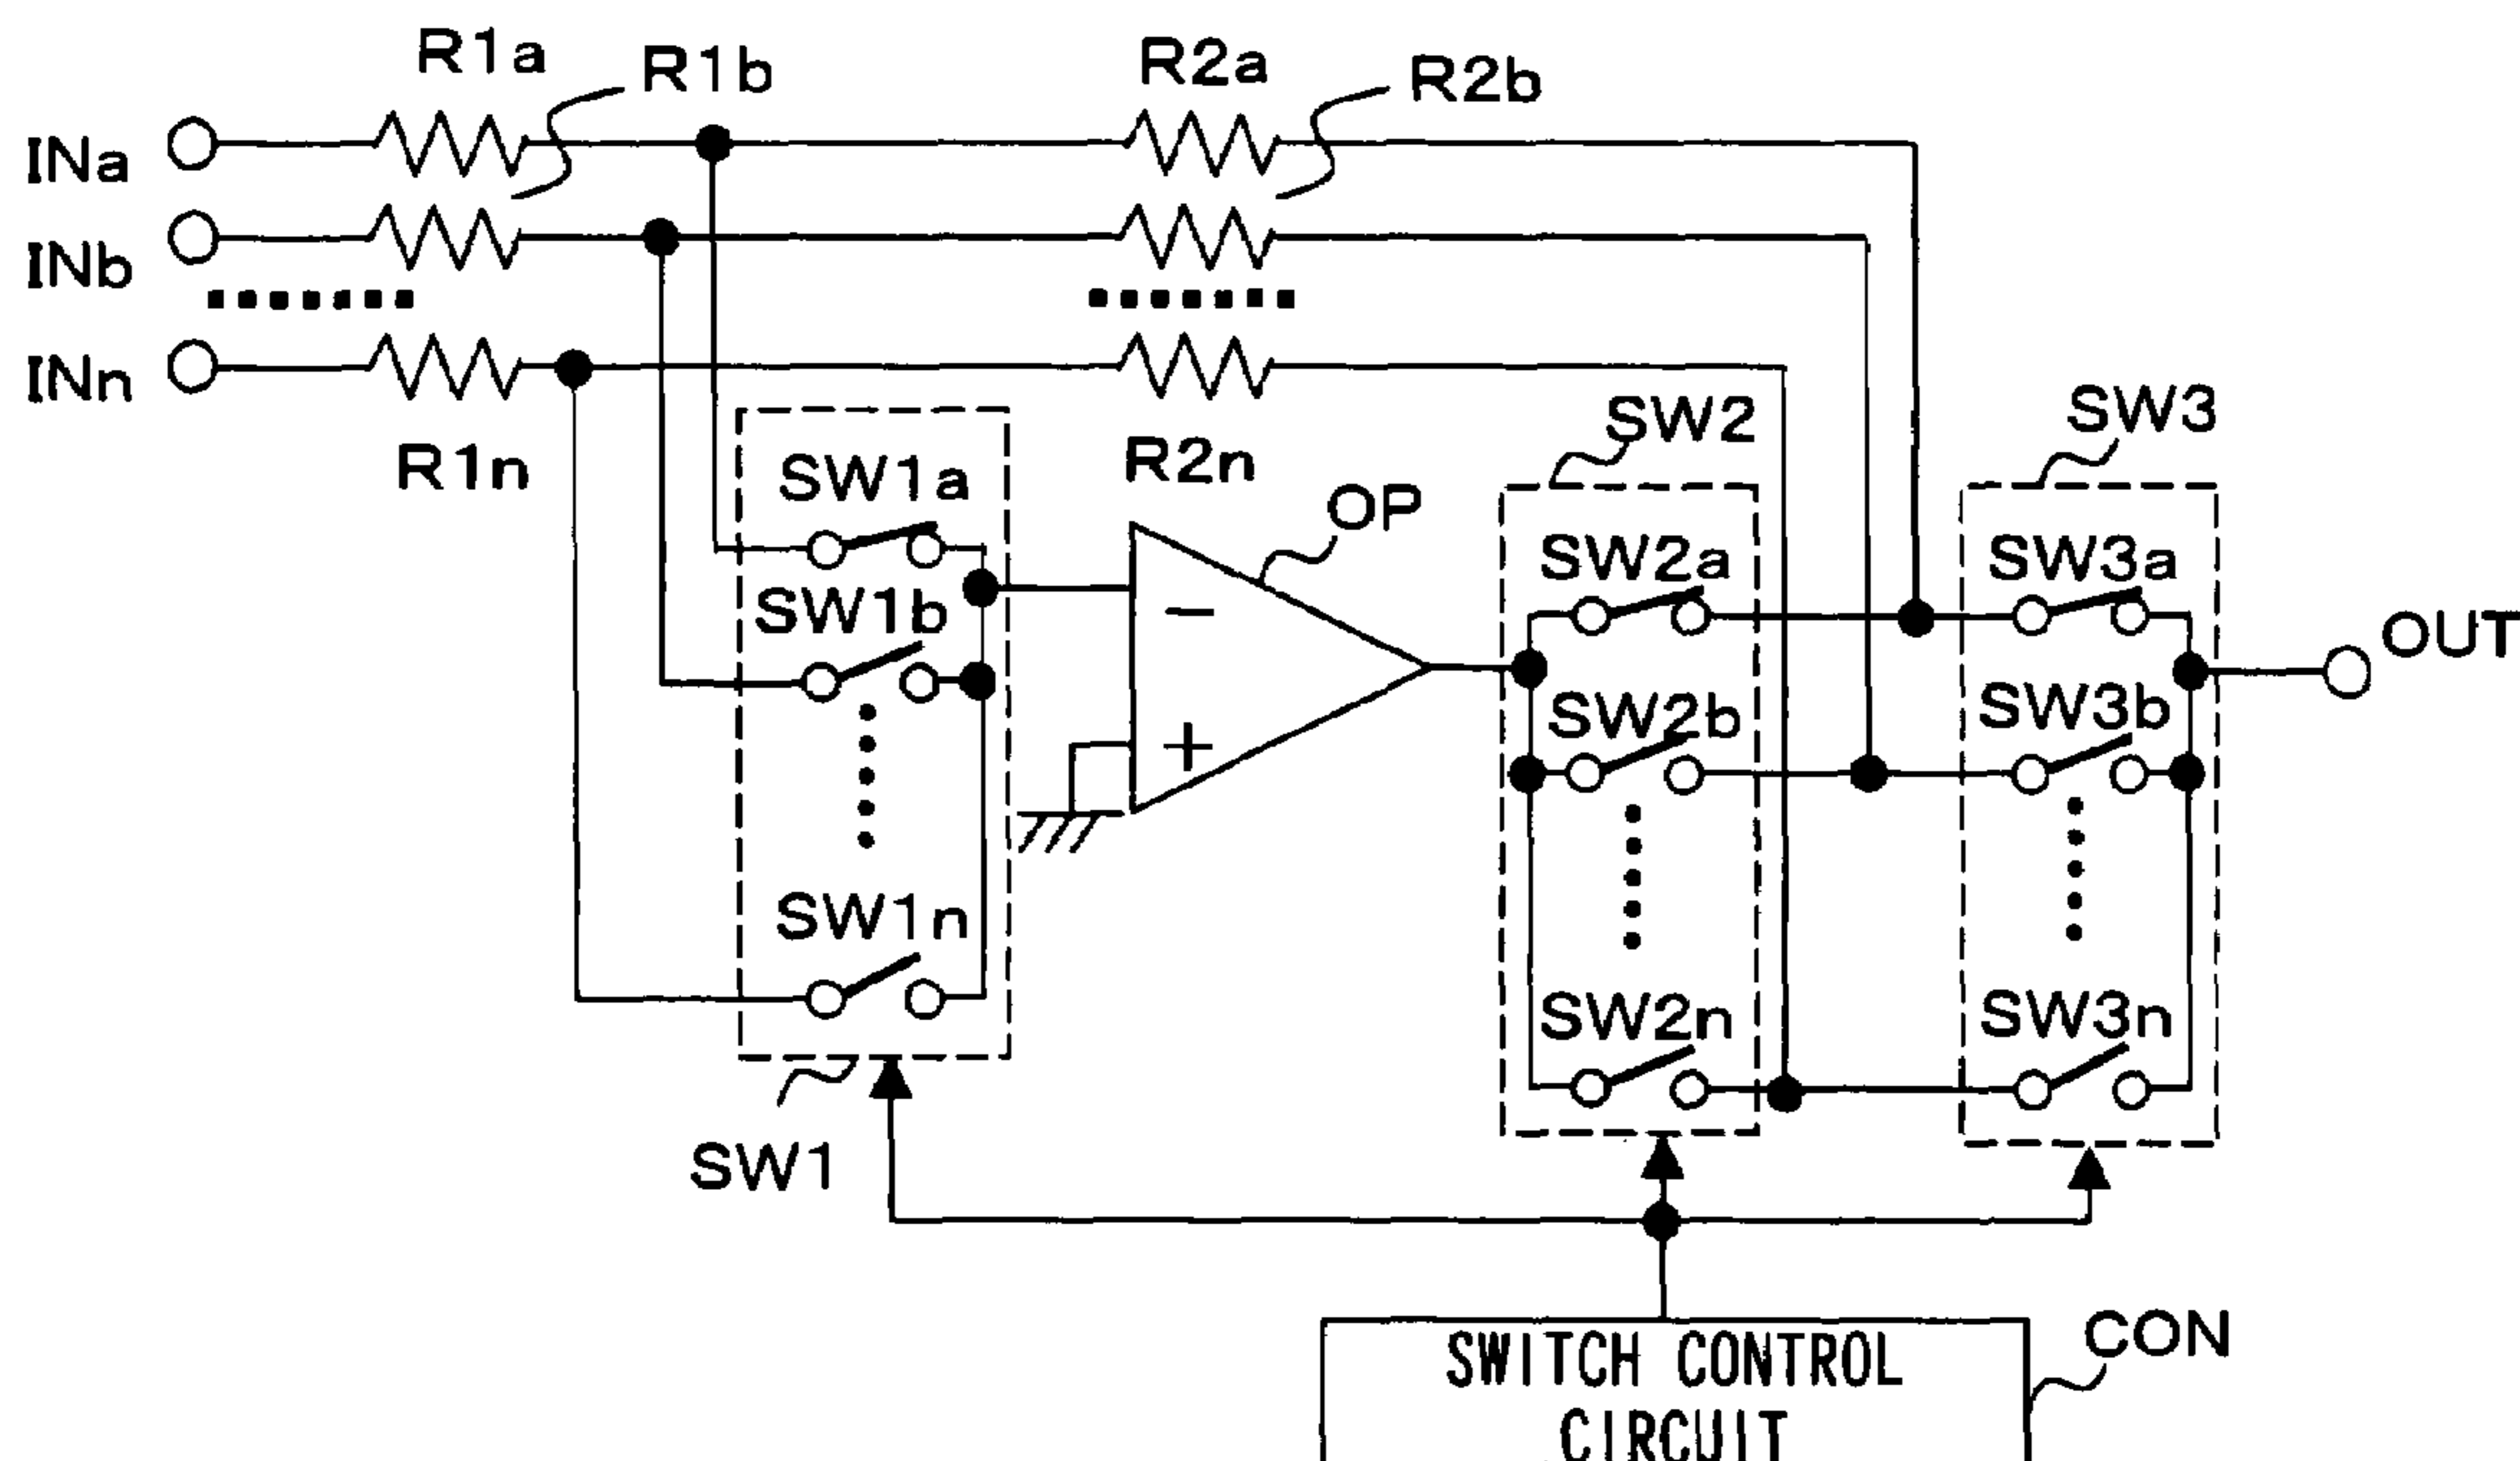 R1a
R1b
R2a
R2b
INa
INb
INn
R1n
R2n
SW1a
SW1b
SW1n
SW1
OP
−
+
SW2
SW2a
SW2b
SW2n
SW3
SW3a
SW3b
SW3n
OUT
SWITCH CONTROL
CIRCUIT
CON